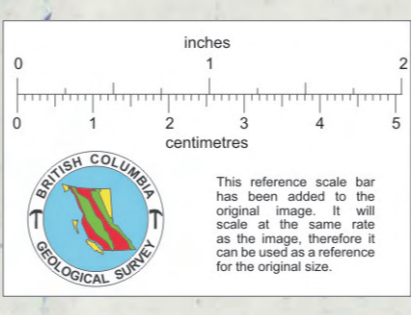 inches
0 1 2
0 1 2 3 4 5
centimetres
BRITISH COLUMBIA
GEOLOGICAL SURVEY
This reference scale bar
has been added to the
original image. It will
scale at the same rate
as the image, therefore it
can be used as a reference
for the original size.